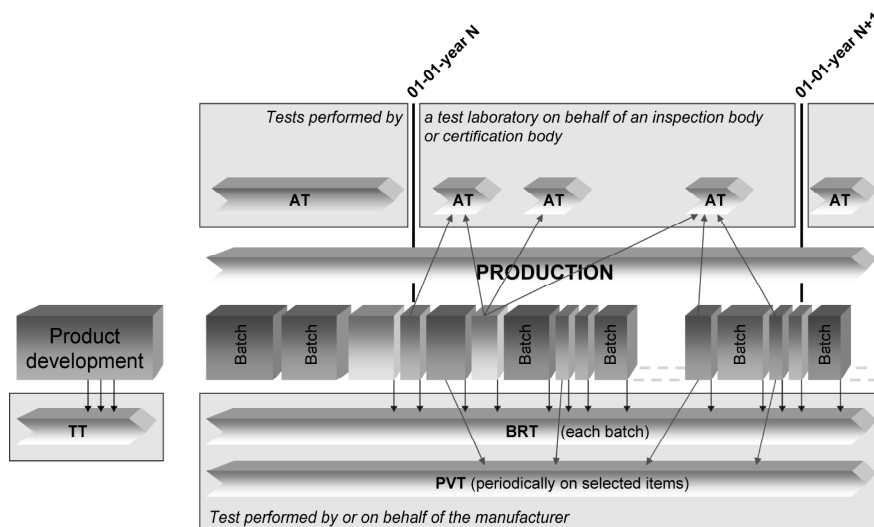 01-01-year N
01-01-year N+1
Tests performed by
a test laboratory on behalf of an inspection body
or certification body
AT
AT
AT
AT
AT
PRODUCTION
Product
development
Batch
Batch
Batch
Batch
Batch
Batch
TT
BRT (each batch)
PVT (periodically on selected items)
Test performed by or on behalf of the manufacturer